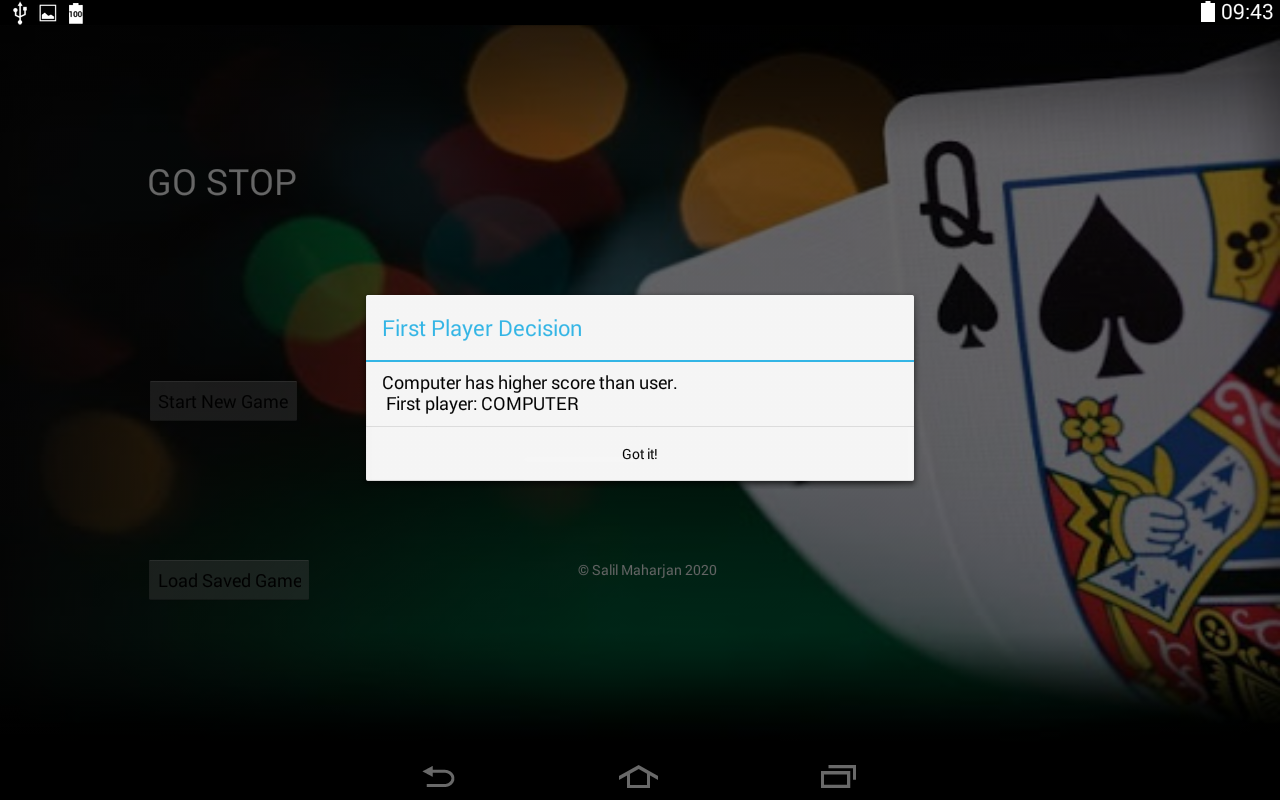 100
09:43
GO STOP
Q
First Player Decision
Computer has higher score than user.
First player: COMPUTER
Start New Game
Got it!
Load Saved Game
© Salil Maharjan 2020